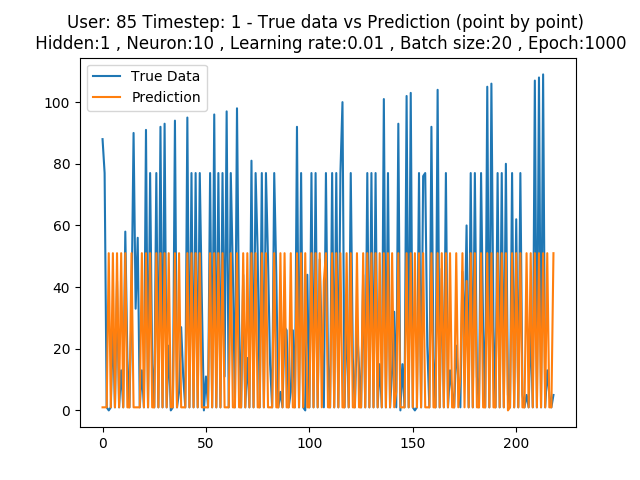 User: 85 Timestep: 1 - True data vs Prediction (point by point)
Hidden:1 , Neuron:10 , Learning rate:0.01 , Batch size:20 , Epoch:1000
True Data
Prediction
100
80
60
40
20
0
0 50 100 150 200